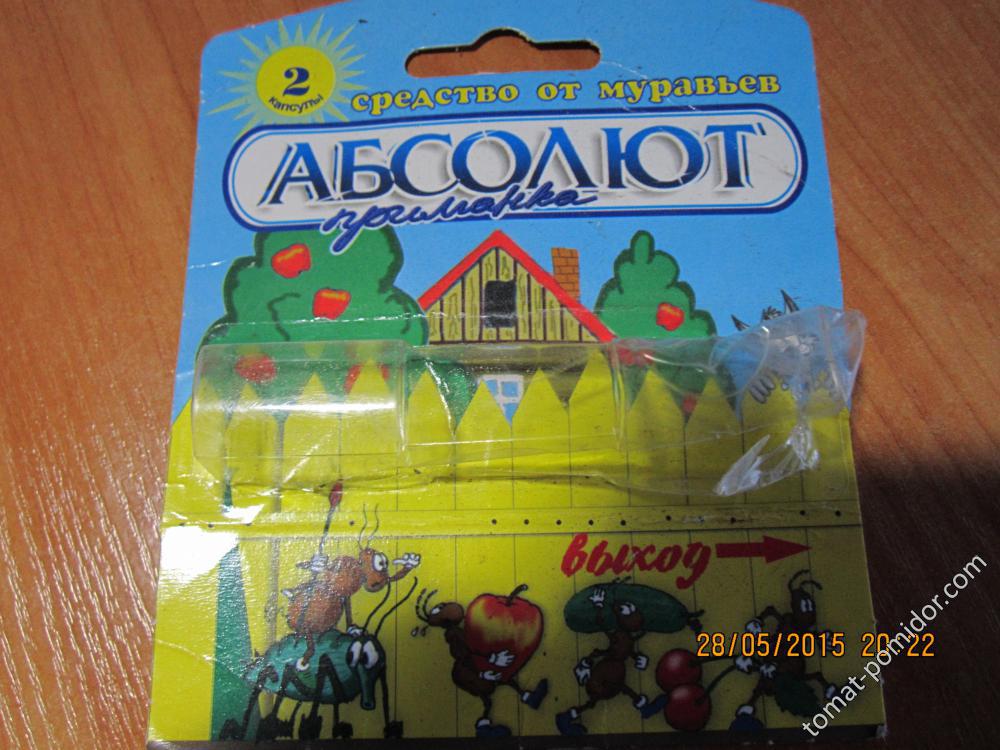 2
капсулы
средство от муравьев
АБСОЛЮТ
приманка
выход
28/05/2015 20:22
tomat-pomidor.com